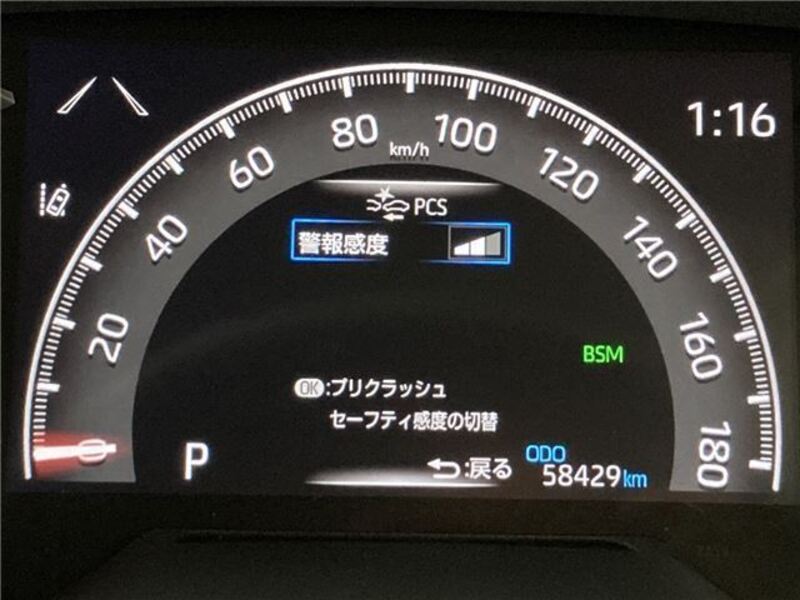 1:16
80
100
km/h
60
120
40
140
20
160
0
180
PCS
警報感度
BSM
OK:プリクラッシュ
セーフティ感度の切替
P
:戻る
ODO
58429km